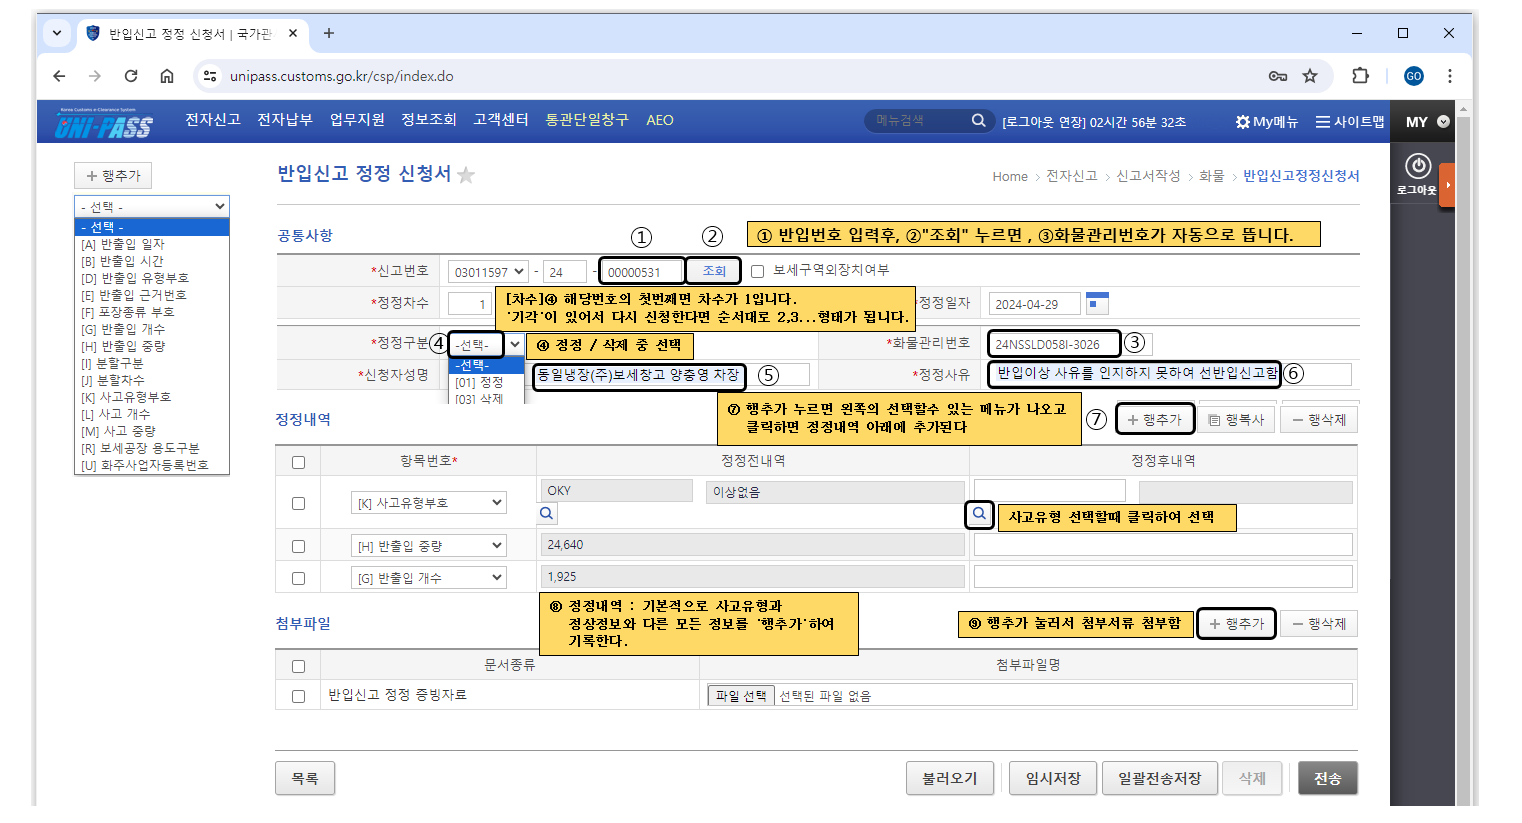 반입신고 정정 신청서 | 국가관
unipass.customs.go.kr/csp/index.do
GO
Korea Customs e-Clearance System
UNI-PASS
전자신고 전자납부 업무지원 정보조회 고객센터 통관단일창구 AEO
메뉴검색
[로그아웃 연장] 02시간 56분 32초
My메뉴
사이트맵
MY
로그아웃
+ 행추가
- 선택 -
- 선택 -
[A] 반출입 일자
[B] 반출입 시간
[D] 반출입 유형부호
[E] 반출입 근거번호
[F] 포장종류 부호
[G] 반출입 개수
[H] 반출입 중량
[I] 분할구분
[J] 분할차수
[K] 사고유형부호
[L] 사고 개수
[M] 사고 중량
[R] 보세공장 용도구분
[U] 화주사업자등록번호
반입신고 정정 신청서
Home > 전자신고 > 신고서작성 > 화물 > 반입신고정정신청서
공통사항
① ②
① 반입번호 입력후, ②"조회" 누르면 , ③화물관리번호가 자동으로 뜹니다.
*신고번호 03011597 - 24 - 00000531 조회 보세구역외장치여부
*정정차수 1
[차수]④ 해당번호의 첫번째면 차수가 1입니다.
'기각'이 있어서 다시 신청한다면 순서대로 2,3...형태가 됩니다.
*정정일자 2024-04-29
*정정구분 ④ -선택-
④ 정정 / 삭제 중 선택
*화물관리번호 24NSSLD058I-3026 ③
-선택-
[01] 정정
[03] 삭제
*신청자성명 동일냉장(주)보세창고 양충영 차장 ⑤
*정정사유 반입이상 사유를 인지하지 못하여 선반입신고함 ⑥
정정내역
⑦ 행추가 누르면 왼쪽의 선택할수 있는 메뉴가 나오고
클릭하면 정정내역 아래에 추가된다
⑦ + 행추가 행복사 － 행삭제
항목번호* 정정전내역 정정후내역
[K] 사고유형부호 OKY 이상없음
사고유형 선택할때 클릭하여 선택
[H] 반출입 중량 24,640
[G] 반출입 개수 1,925
⑧ 정정내역 : 기본적으로 사고유형과
정상정보와 다른 모든 정보를 '행추가'하여
기록한다.
첨부파일
⑨ 행추가 눌러서 첨부서류 첨부함
+ 행추가 － 행삭제
문서종류 첨부파일명
반입신고 정정 증빙자료 파일 선택 선택된 파일 없음
목록 불러오기 임시저장 일괄전송저장 삭제 전송